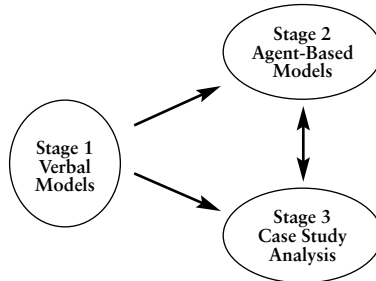 Stage 1
Verbal
Models
Stage 2
Agent-Based
Models
Stage 3
Case Study
Analysis